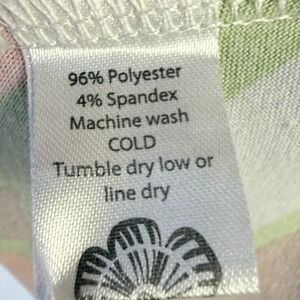 96% Polyester
4% Spandex
Machine wash
COLD
Tumble dry low or
line dry